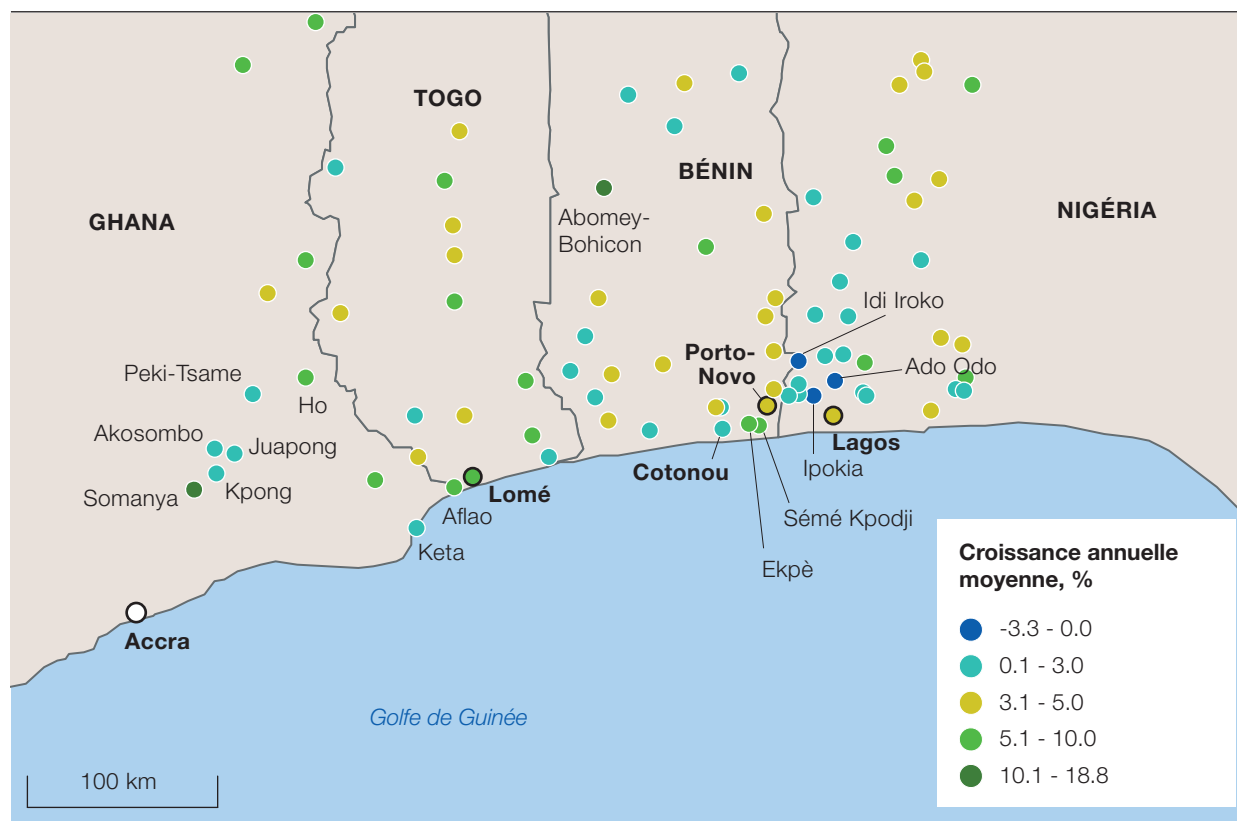 TOGO
BÉNIN
GHANA
NIGÉRIA
Abomey-
Bohicon
Idi Iroko
Peki-Tsame
Porto-
Novo
Ado Odo
Ho
Akosombo
Juapong
Lagos
Cotonou
Ipokia
Somanya
Kpong
Lomé
Aflao
Sémé Kpodji
Keta
Ekpè
Accra
Golfe de Guinée
100 km
Croissance annuelle
moyenne, %
-3.3 - 0.0
0.1 - 3.0
3.1 - 5.0
5.1 - 10.0
10.1 - 18.8